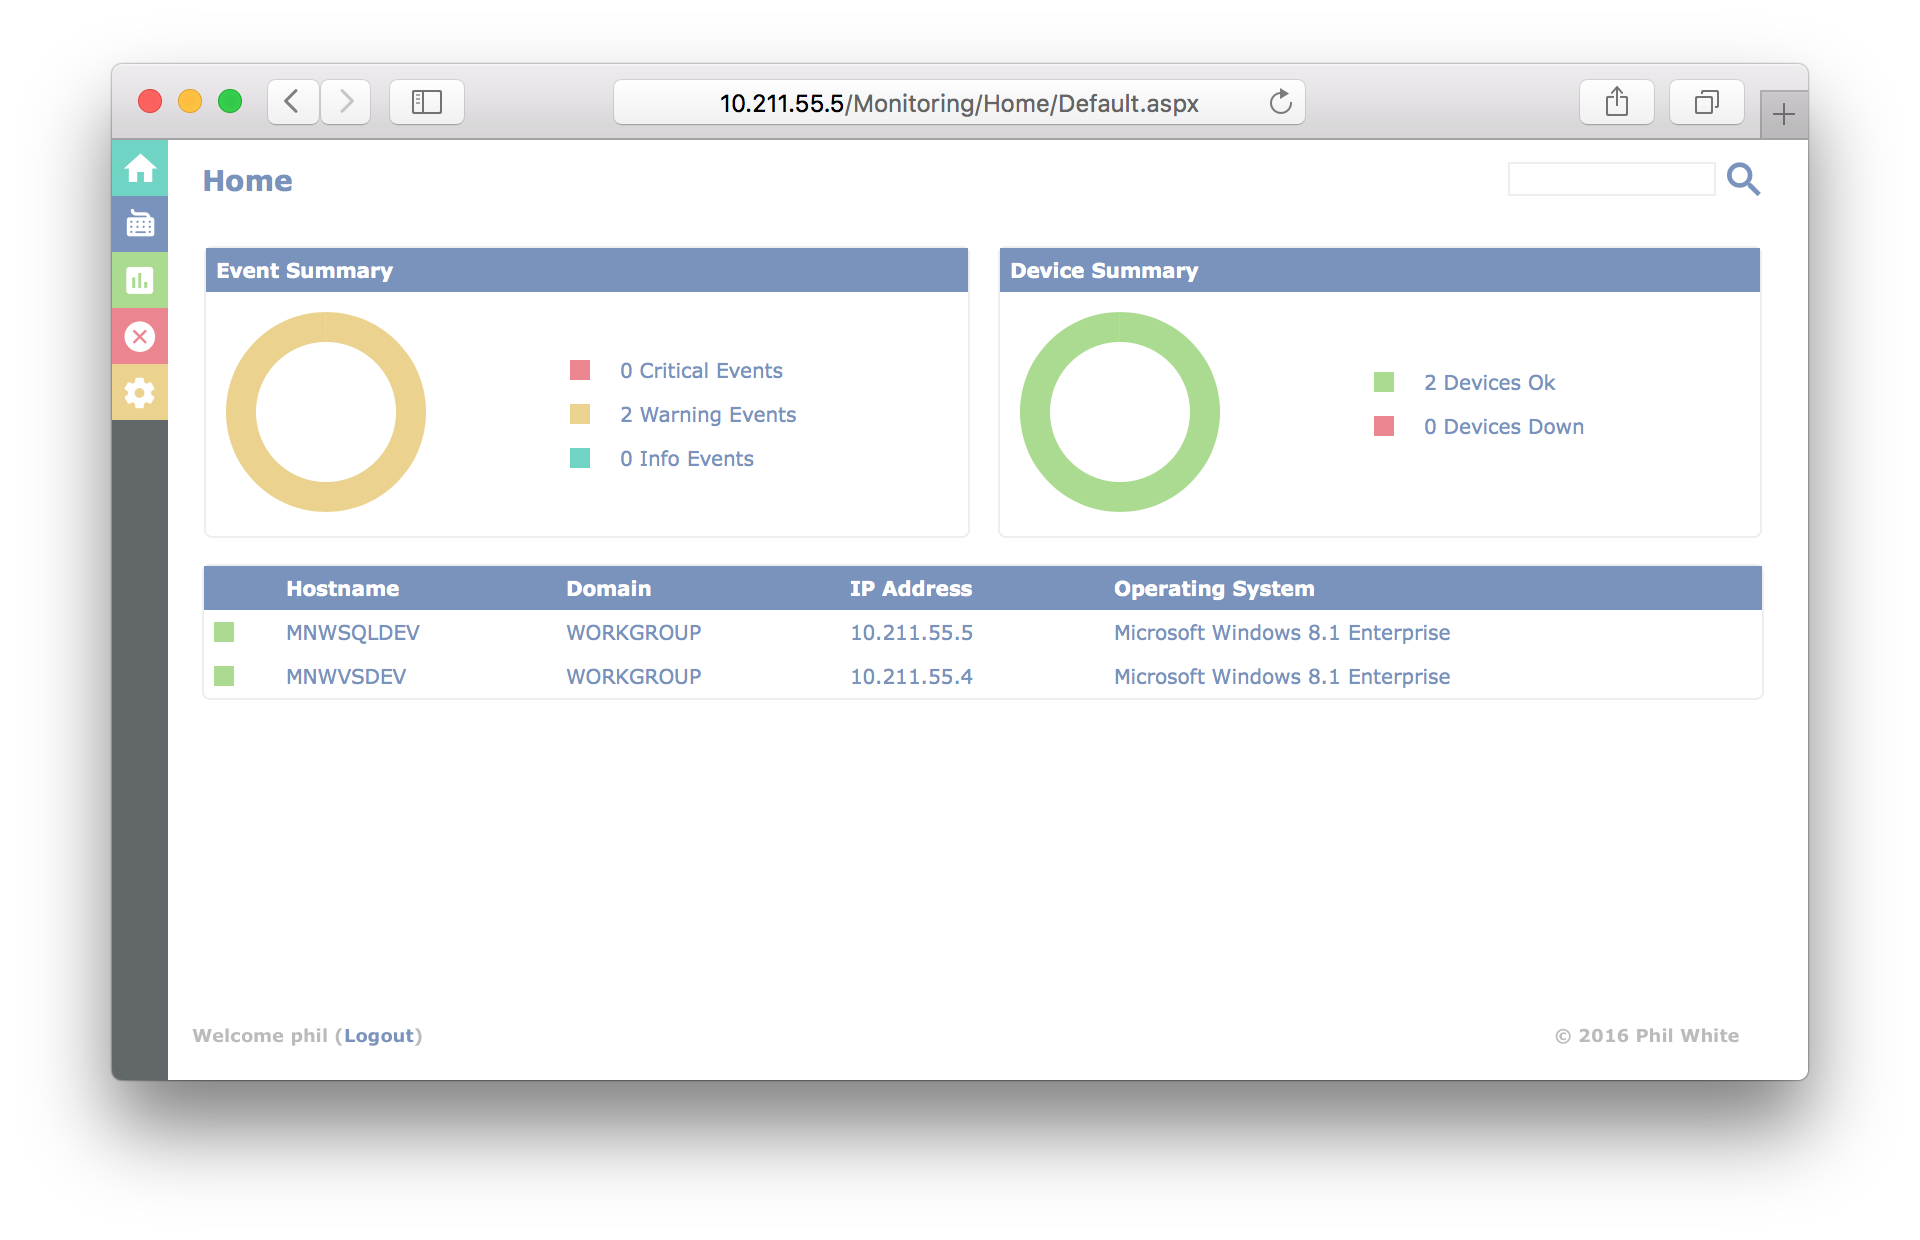 10.211.55.5/Monitoring/Home/Default.aspx
Home
Event Summary
0 Critical Events
2 Warning Events
0 Info Events
Device Summary
2 Devices Ok
0 Devices Down
Hostname Domain IP Address Operating System
MNWSQLDEV WORKGROUP 10.211.55.5 Microsoft Windows 8.1 Enterprise
MNWVSDEV WORKGROUP 10.211.55.4 Microsoft Windows 8.1 Enterprise
Welcome phil (Logout)
© 2016 Phil White